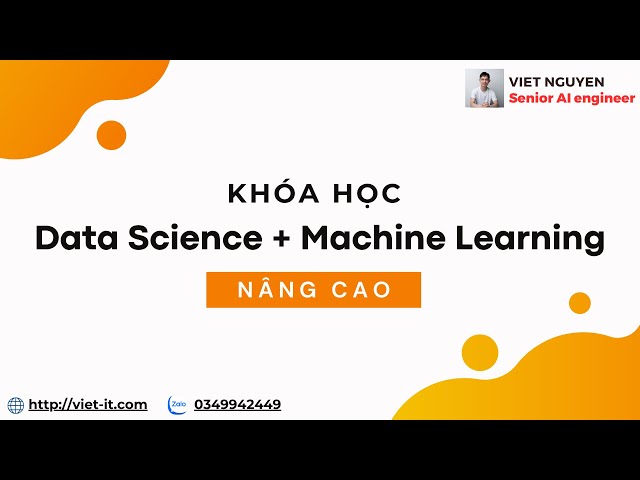 VIET NGUYEN
Senior AI engineer
KHÓA HỌC
Data Science + Machine Learning
NÂNG CAO
http://viet-it.com
Zalo
0349942449